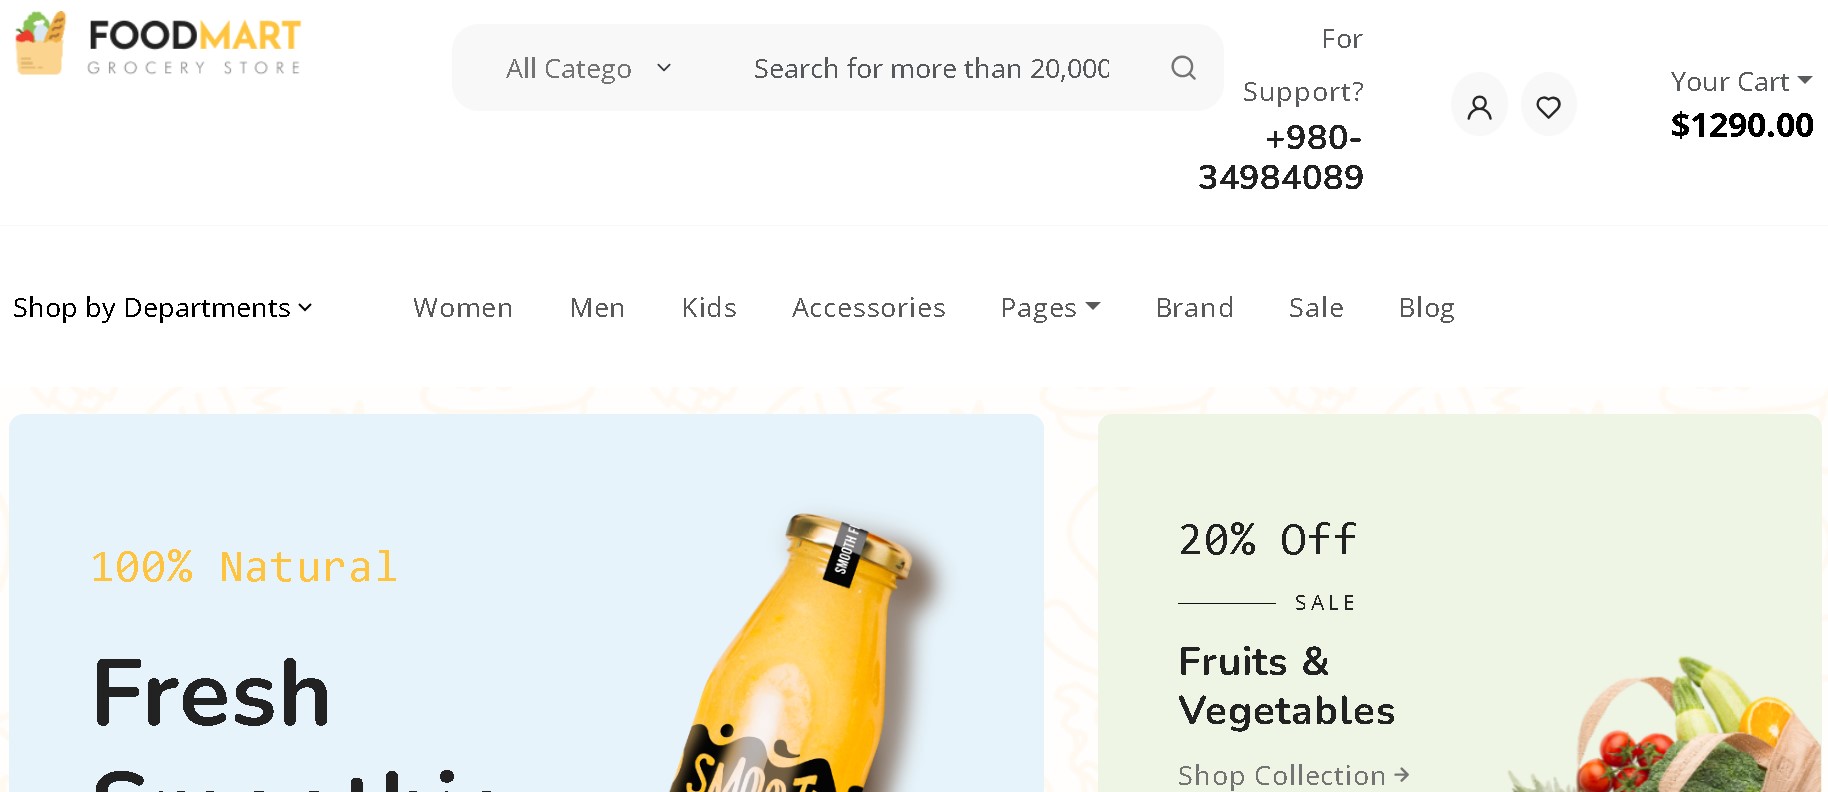 FOODMART
GROCERY STORE
All Catego
Search for more than 20,000
For
Support?
+980-
34984089
Your Cart
$1290.00
Shop by Departments
Women
Men
Kids
Accessories
Pages
Brand
Sale
Blog
100% Natural
Fresh
SMOOTH
SMOOT
20% Off
SALE
Fruits &
Vegetables
Shop Collection